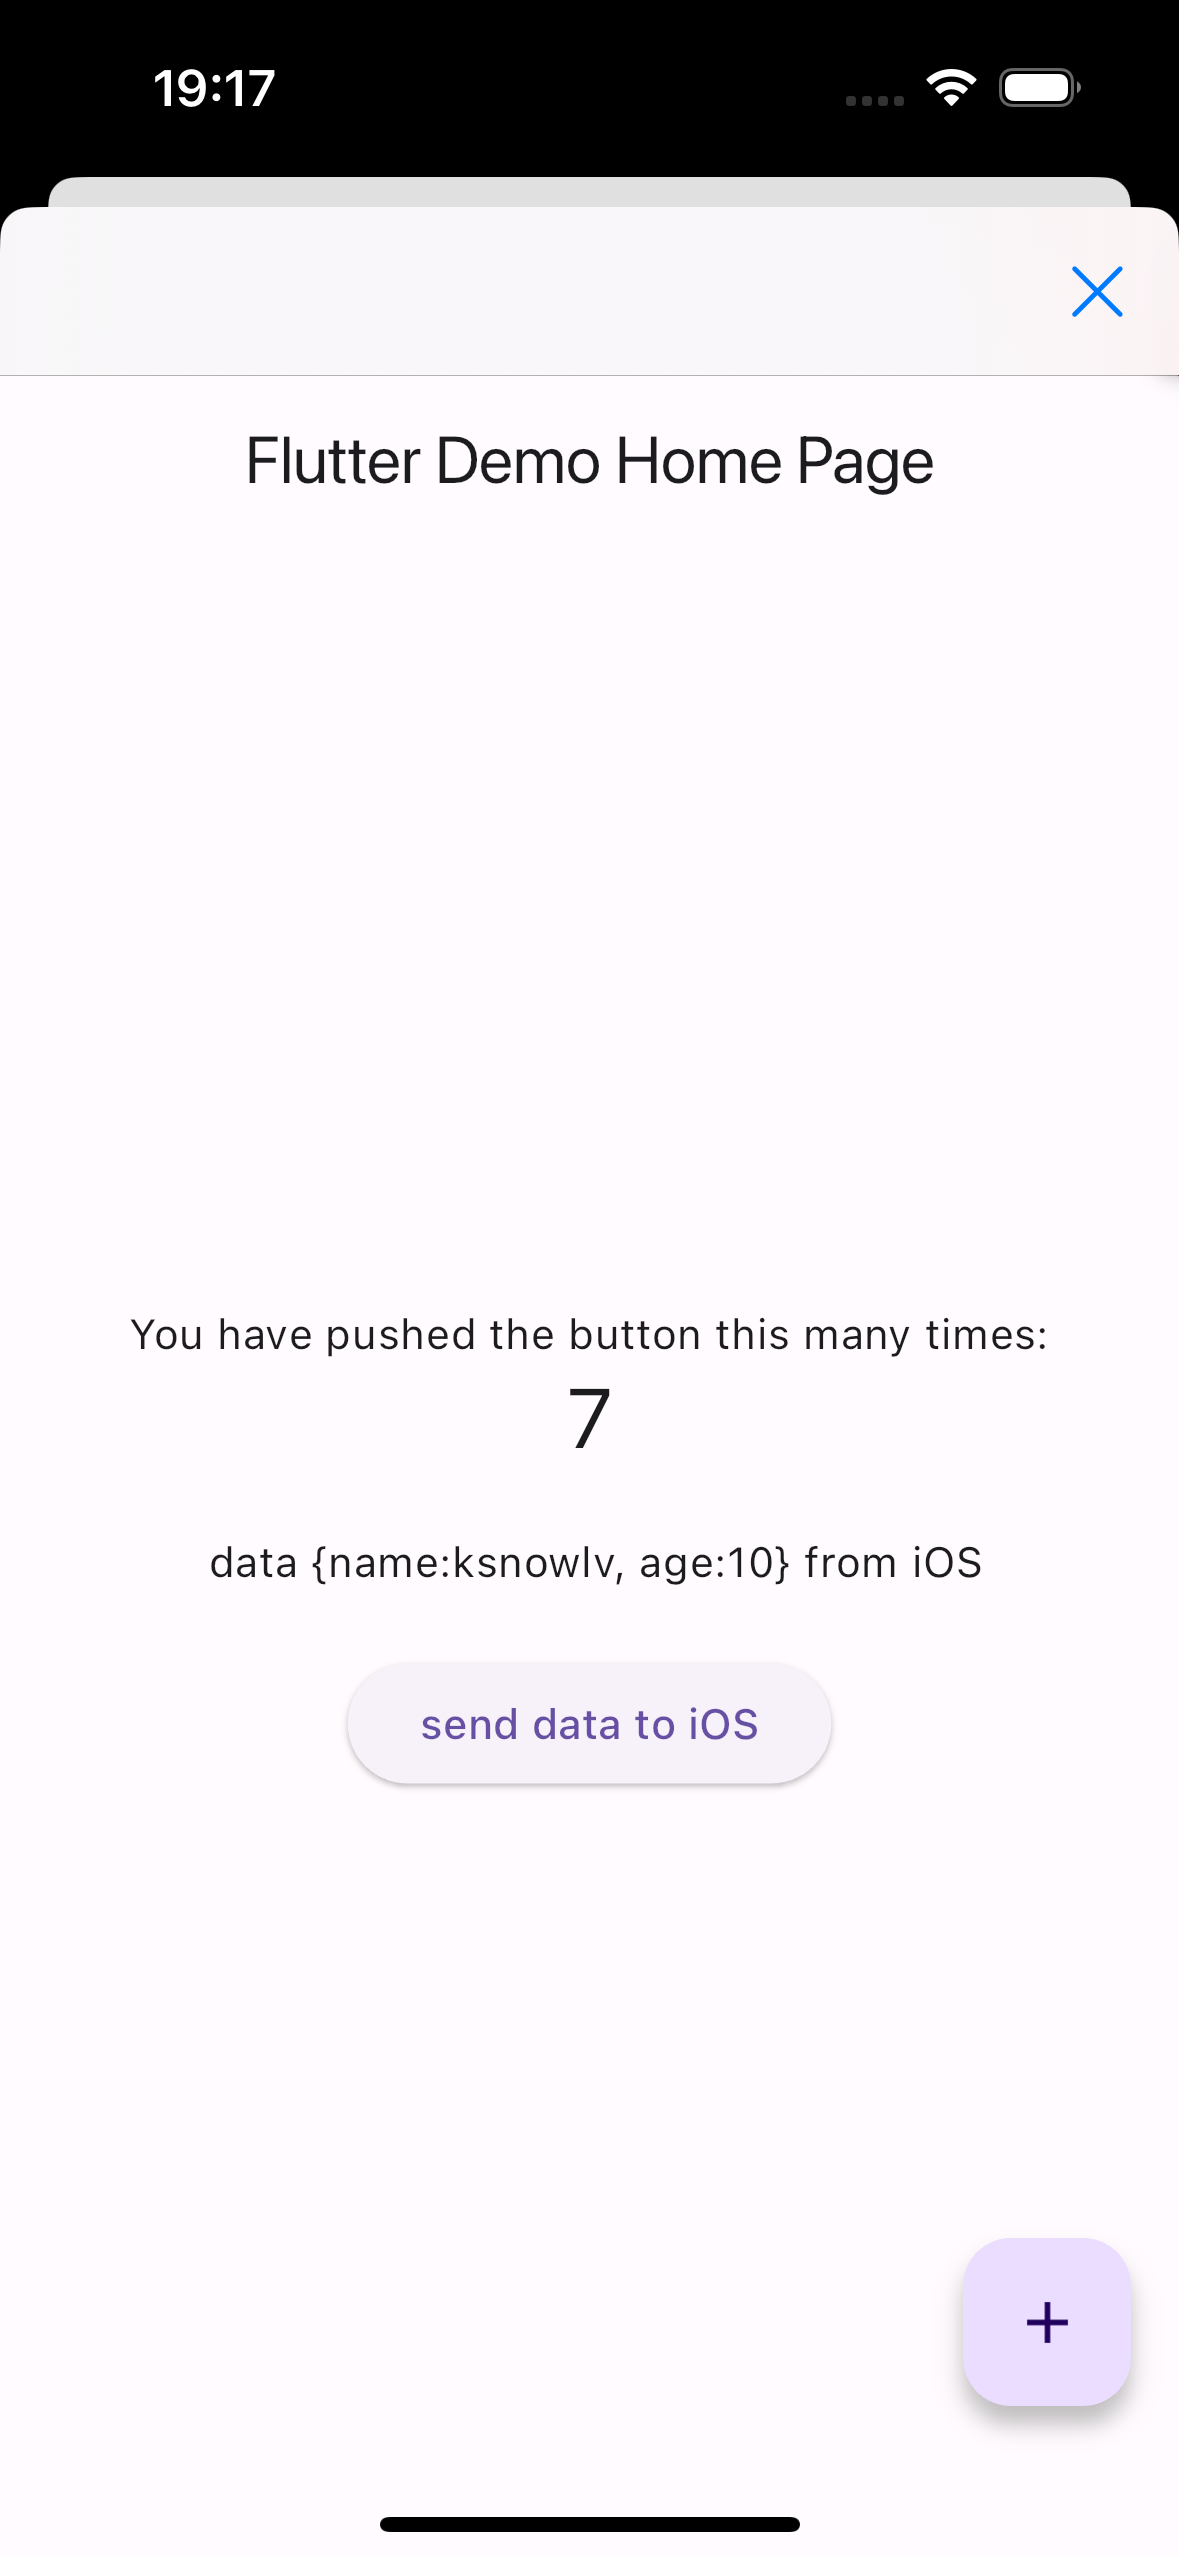 19:17
Flutter Demo Home Page
You have pushed the button this many times:
7
data {name:ksnowlv, age:10} from iOS
send data to iOS
+